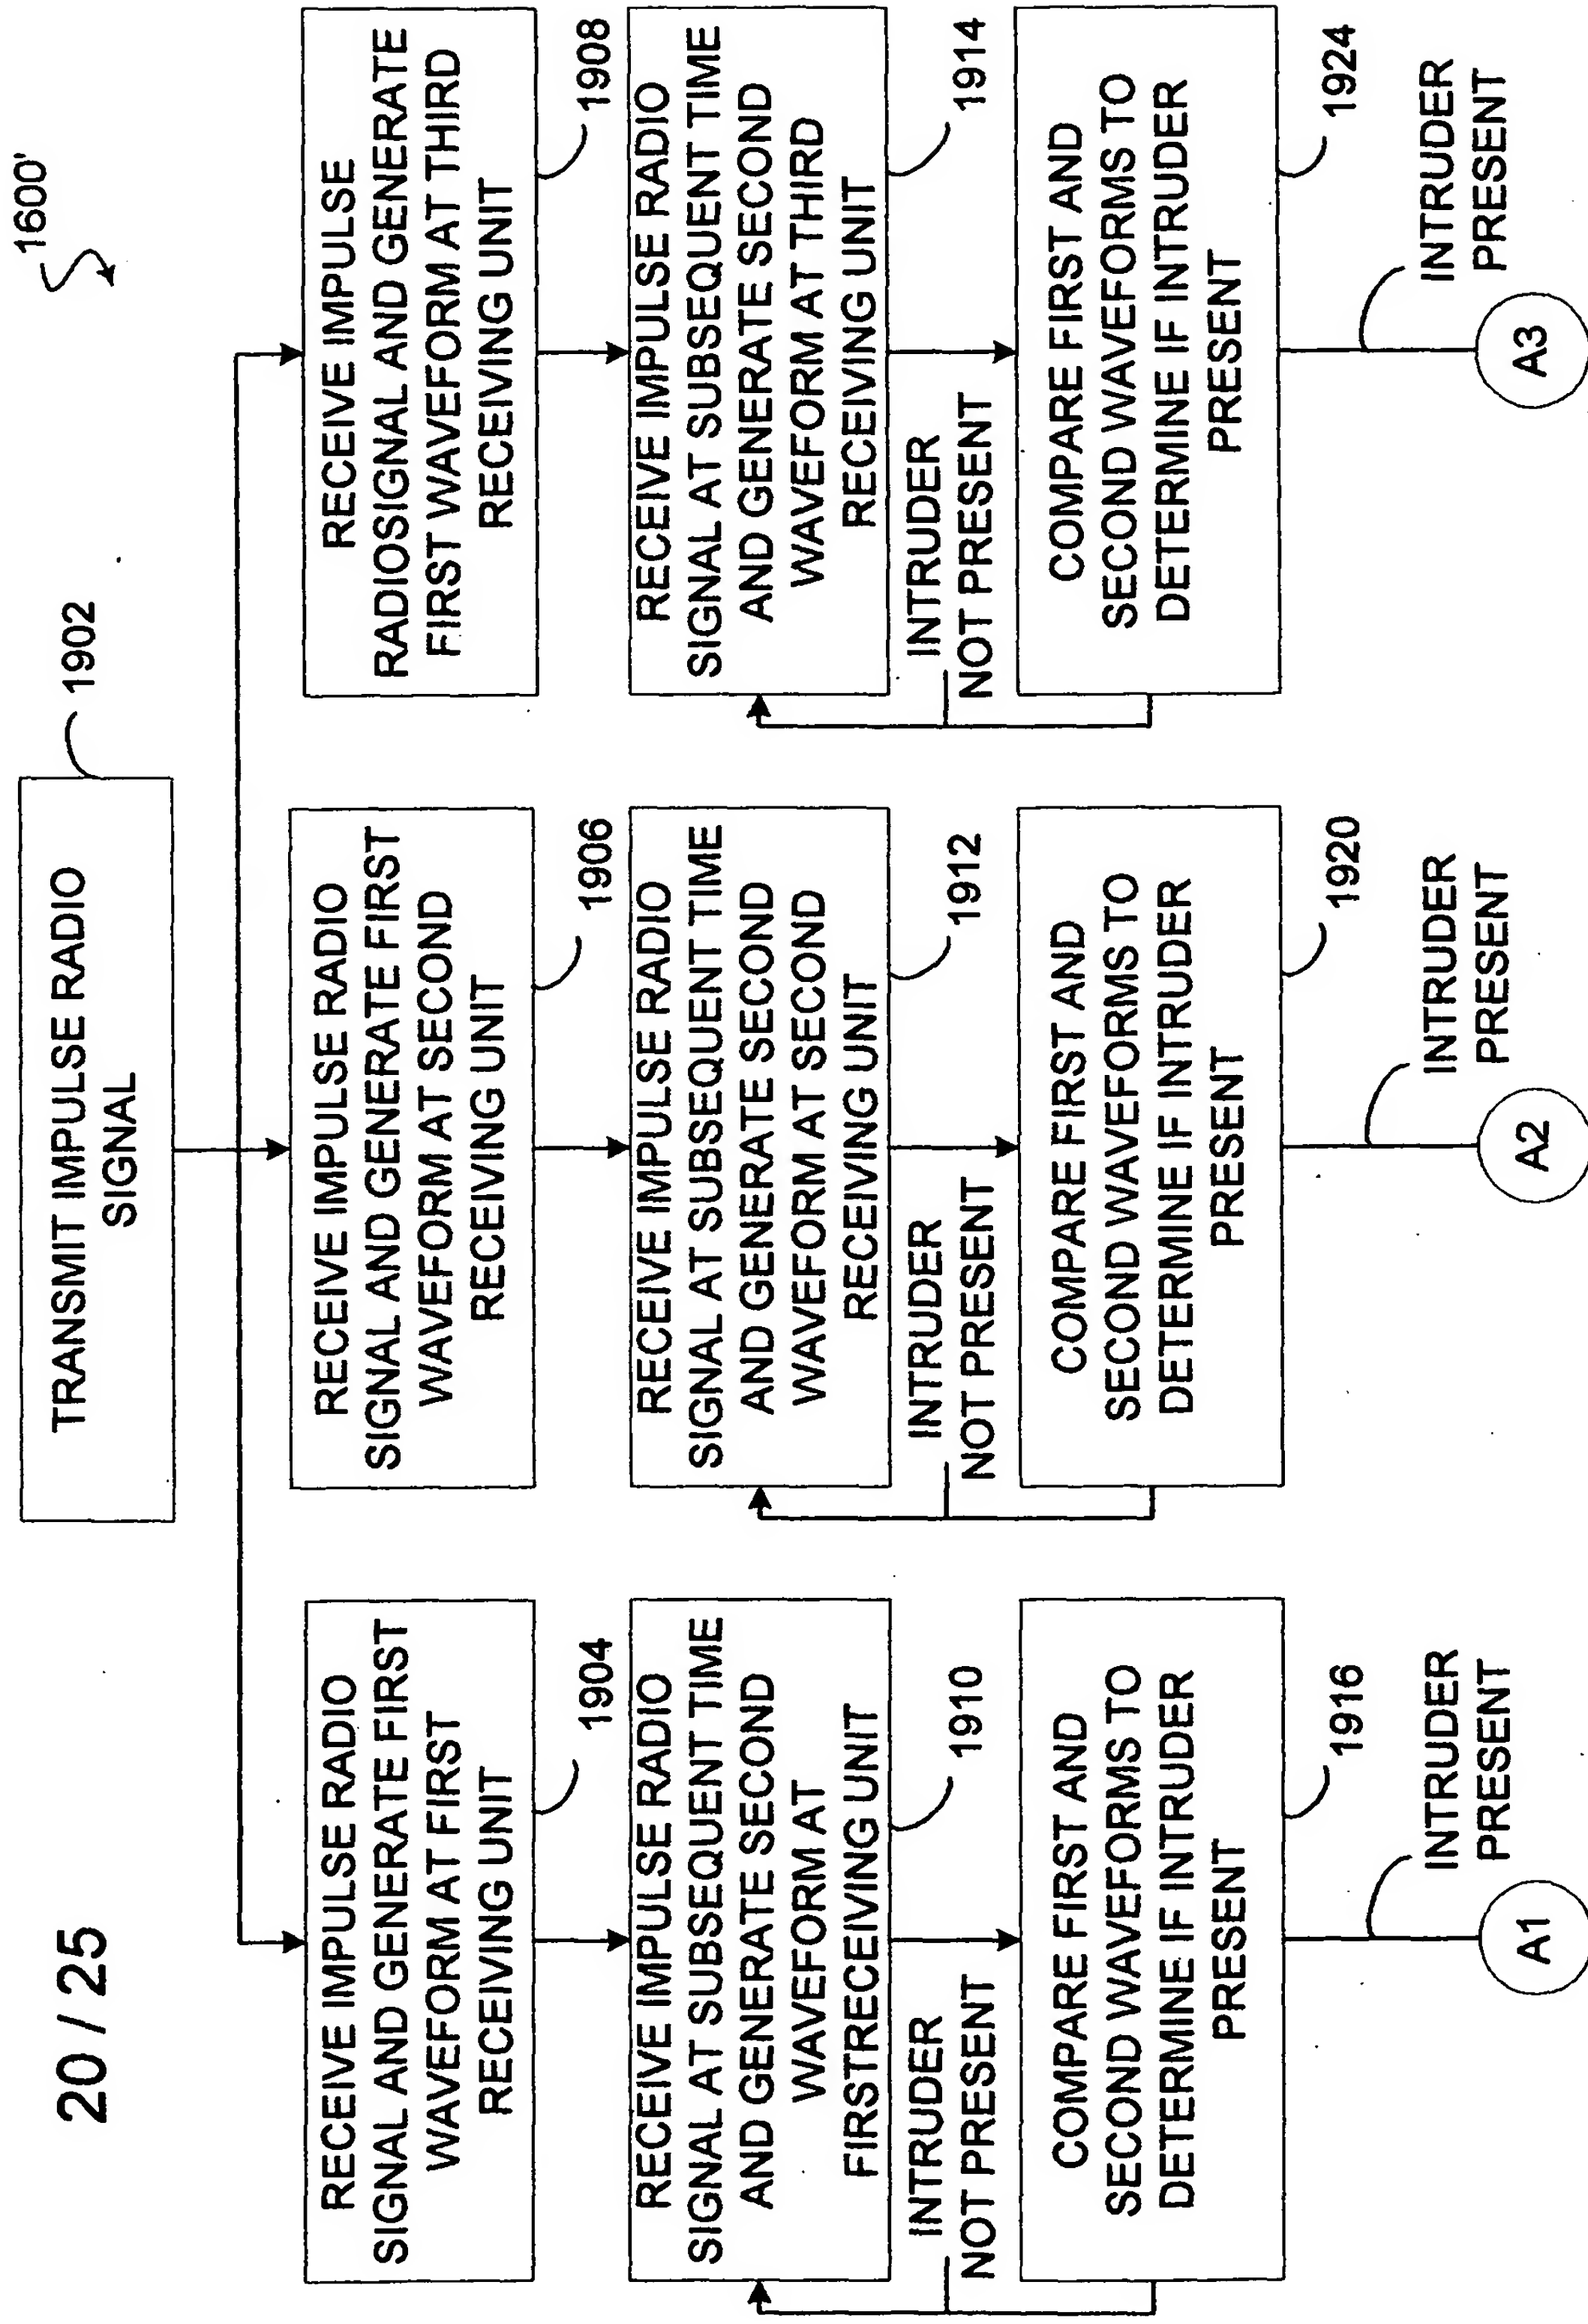 20 / 25
1600'
TRANSMIT IMPULSE RADIO
SIGNAL
1902
RECEIVE IMPULSE RADIO
SIGNAL AND GENERATE FIRST
WAVEFORM AT FIRST
RECEIVING UNIT
1904
RECEIVE IMPULSE RADIO
SIGNAL AND GENERATE FIRST
WAVEFORM AT SECOND
RECEIVING UNIT
1906
RECEIVE IMPULSE
RADIOSIGNAL AND GENERATE
FIRST WAVEFORM AT THIRD
RECEIVING UNIT
1908
RECEIVE IMPULSE RADIO
SIGNAL AT SUBSEQUENT TIME
AND GENERATE SECOND
WAVEFORM AT
FIRSTRECEIVING UNIT
1910
RECEIVE IMPULSE RADIO
SIGNAL AT SUBSEQUENT TIME
AND GENERATE SECOND
WAVEFORM AT SECOND
RECEIVING UNIT
1912
RECEIVE IMPULSE RADIO
SIGNAL AT SUBSEQUENT TIME
AND GENERATE SECOND
WAVEFORM AT THIRD
RECEIVING UNIT
1914
INTRUDER
NOT PRESENT
INTRUDER
NOT PRESENT
INTRUDER
NOT PRESENT
COMPARE FIRST AND
SECOND WAVEFORMS TO
DETERMINE IF INTRUDER
PRESENT
1916
COMPARE FIRST AND
SECOND WAVEFORMS TO
DETERMINE IF INTRUDER
PRESENT
1920
COMPARE FIRST AND
SECOND WAVEFORMS TO
DETERMINE IF INTRUDER
PRESENT
1924
INTRUDER
PRESENT
INTRUDER
PRESENT
INTRUDER
PRESENT
A1
A2
A3